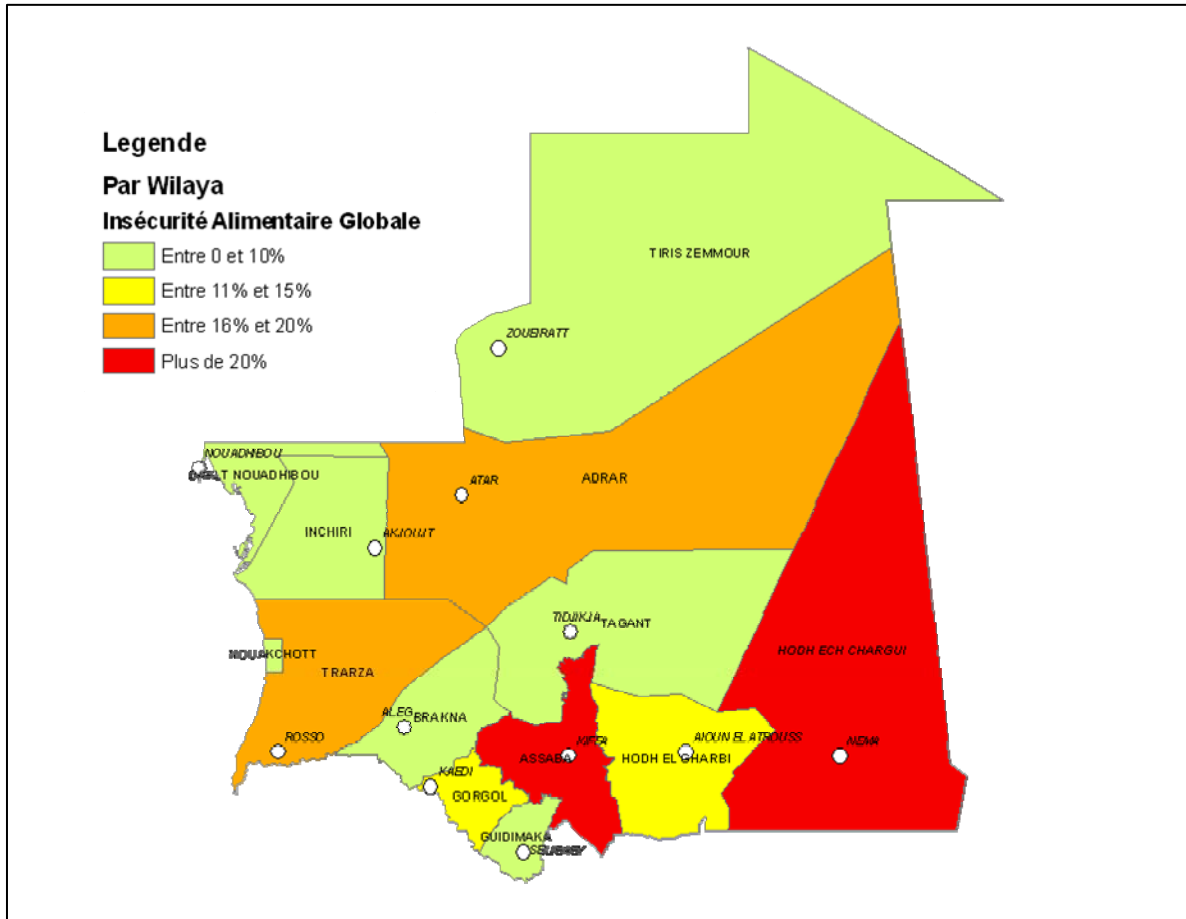 Legende
Par Wilaya
Insécurité Alimentaire Globale
Entre 0 et 10%
Entre 11% et 15%
Entre 16% et 20%
Plus de 20%
TIRIS ZEMMOUR
ZOUEIRATT
NOUADHIBOU
NOUADHIBOU
ATAR
ADRAR
INCHIRI
AKJOUJT
TIDJIKJA
TAGANT
NOUAKCHOTT
TRARZA
HODH ECH CHARGUI
ALEG
BRAKNA
ROSSO
KIFFA
ASSABA
AIOUN EL ATROUSS
HODH EL GHARBI
NEMA
KAEDI
GORGOL
GUIDIMAKA